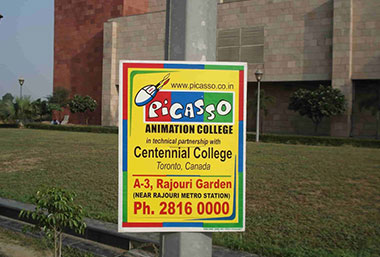 www.picasso.co.in
PiCASSO
ANIMATION COLLEGE
in technical partnership with
Centennial College
Toronto, Canada
A-3, Rajouri Garden
(NEAR RAJOURI METRO STATION)
Ph. 2816 0000